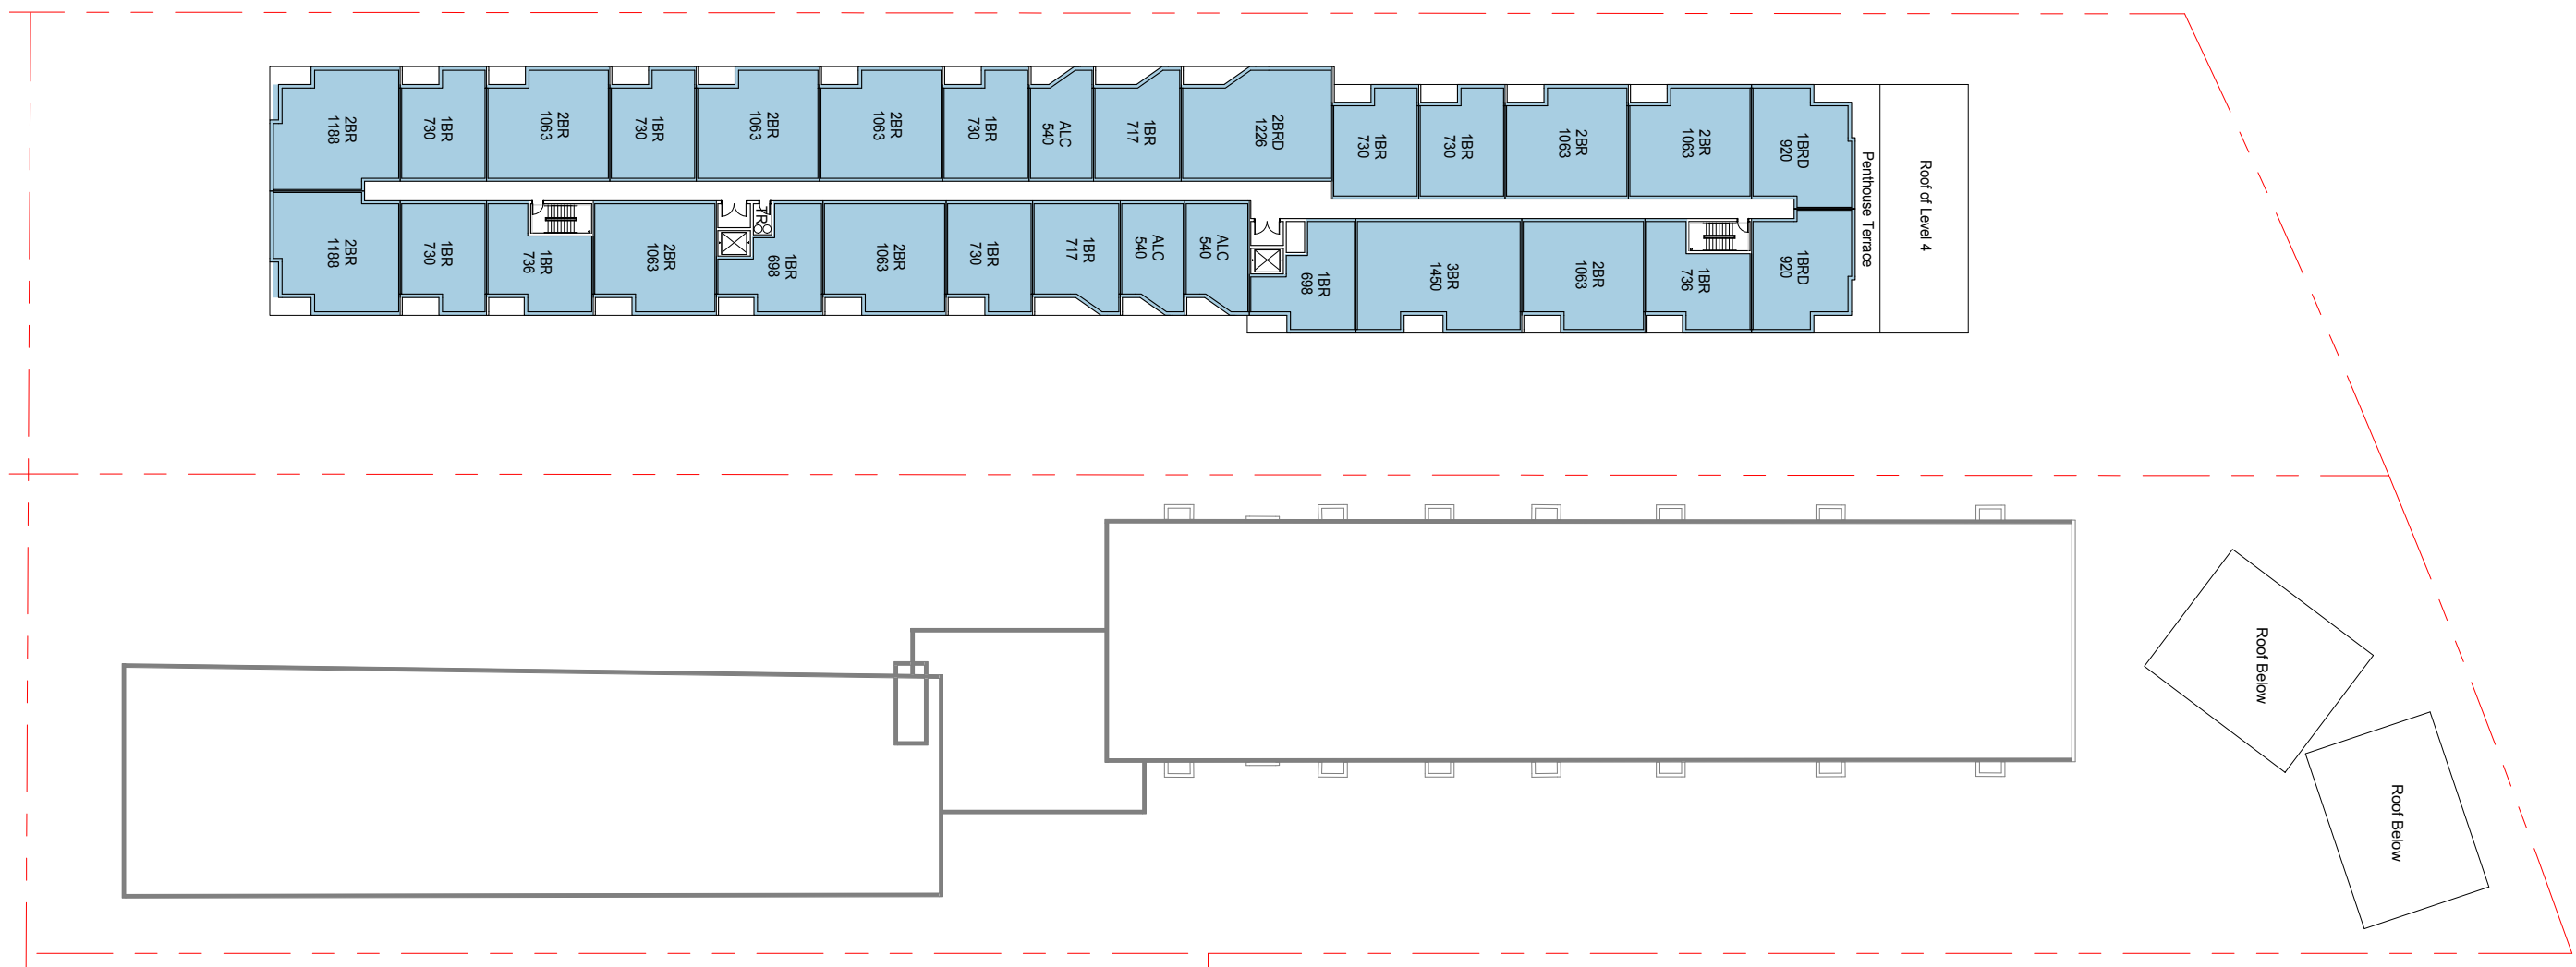 2BR
1188
1BR
730
2BR
1063
1BR
730
2BR
1063
2BR
1063
1BR
730
ALC
540
1BR
717
2BRD
1226
1BR
730
1BR
730
2BR
1063
2BR
1063
1BRD
920
Penthouse Terrace
Roof of Level 4
2BR
1188
1BR
730
1BR
736
2BR
1063
TR
1BR
698
2BR
1063
1BR
730
1BR
717
ALC
540
ALC
540
1BR
698
3BR
1450
2BR
1063
1BR
736
1BRD
920
Roof Below
Roof Below